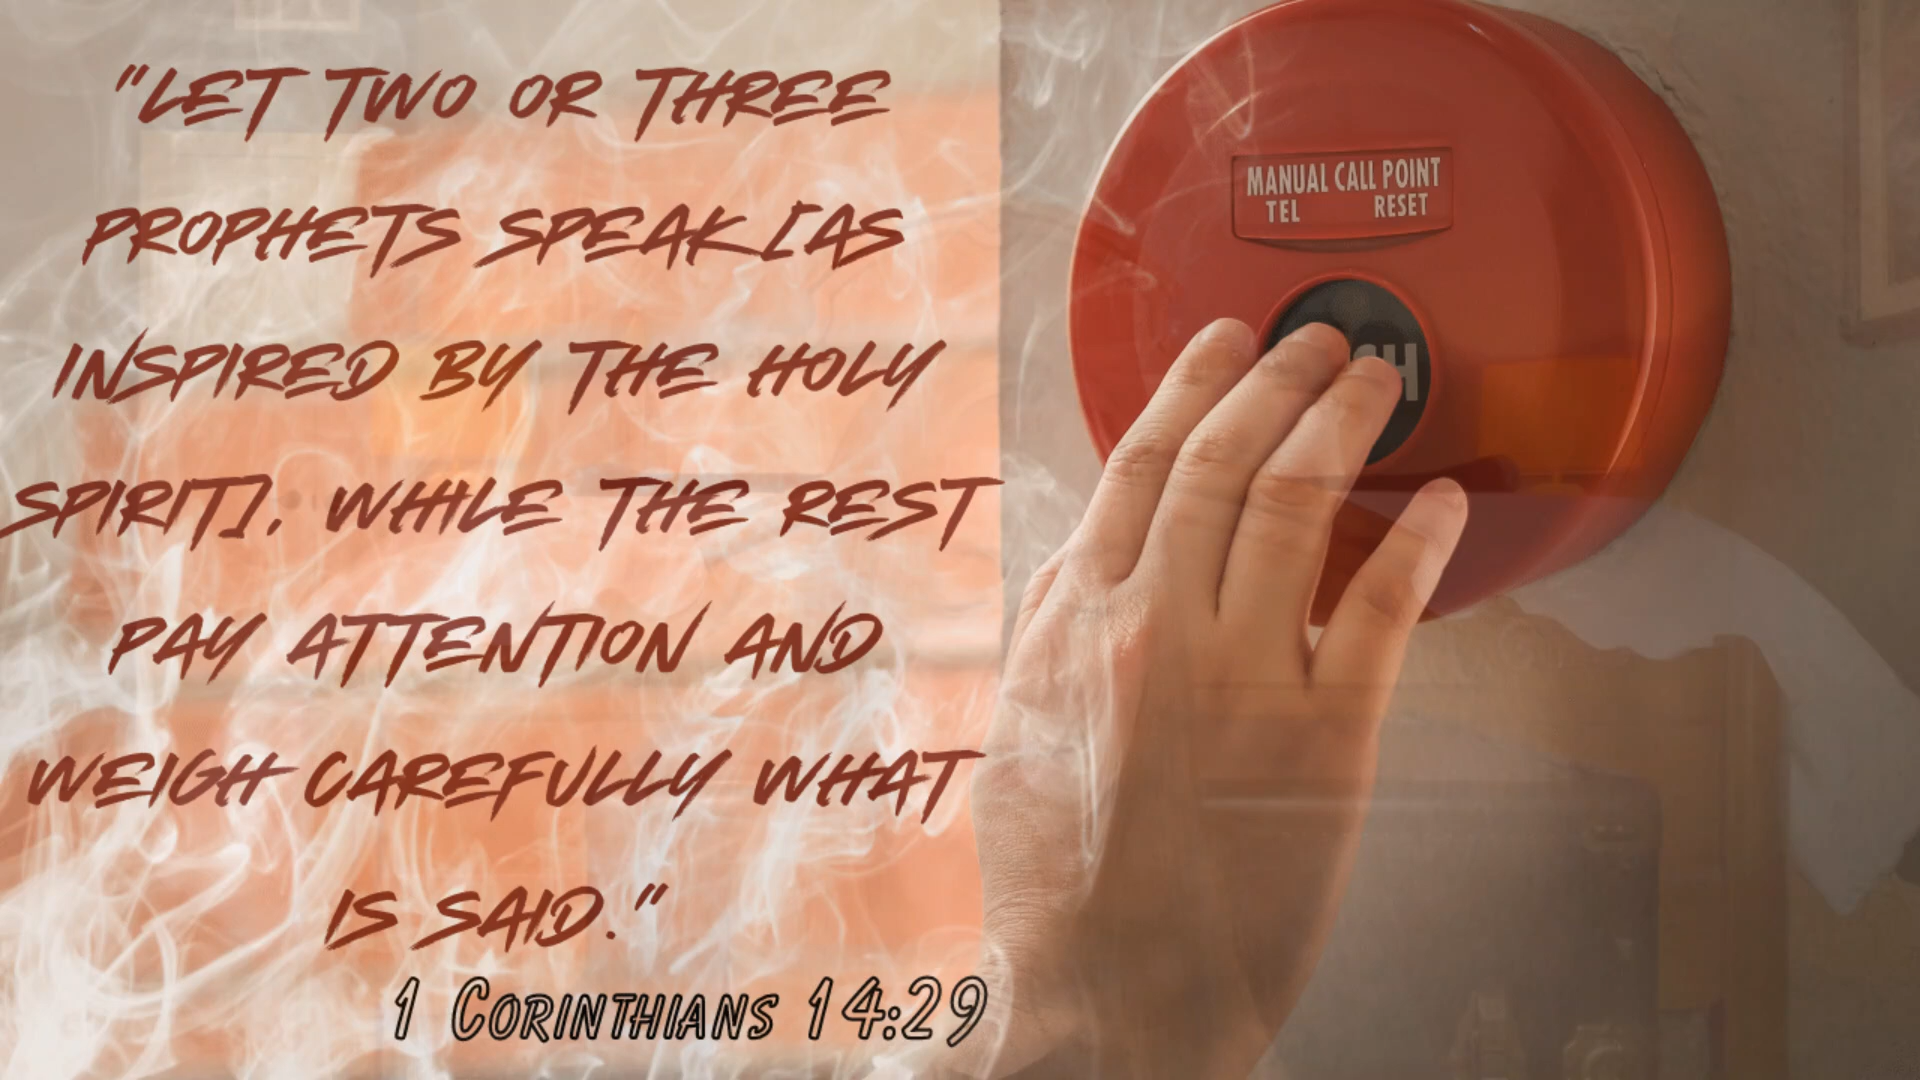 "LET TWO OR THREE
PROPHETS SPEAK [AS
INSPIRED BY THE HOLY
SPIRIT], WHILE THE REST
PAY ATTENTION AND
WEIGH CAREFULLY WHAT
IS SAID."
1 CORINTHIANS 14:29
MANUAL CALL POINT
TEL RESET